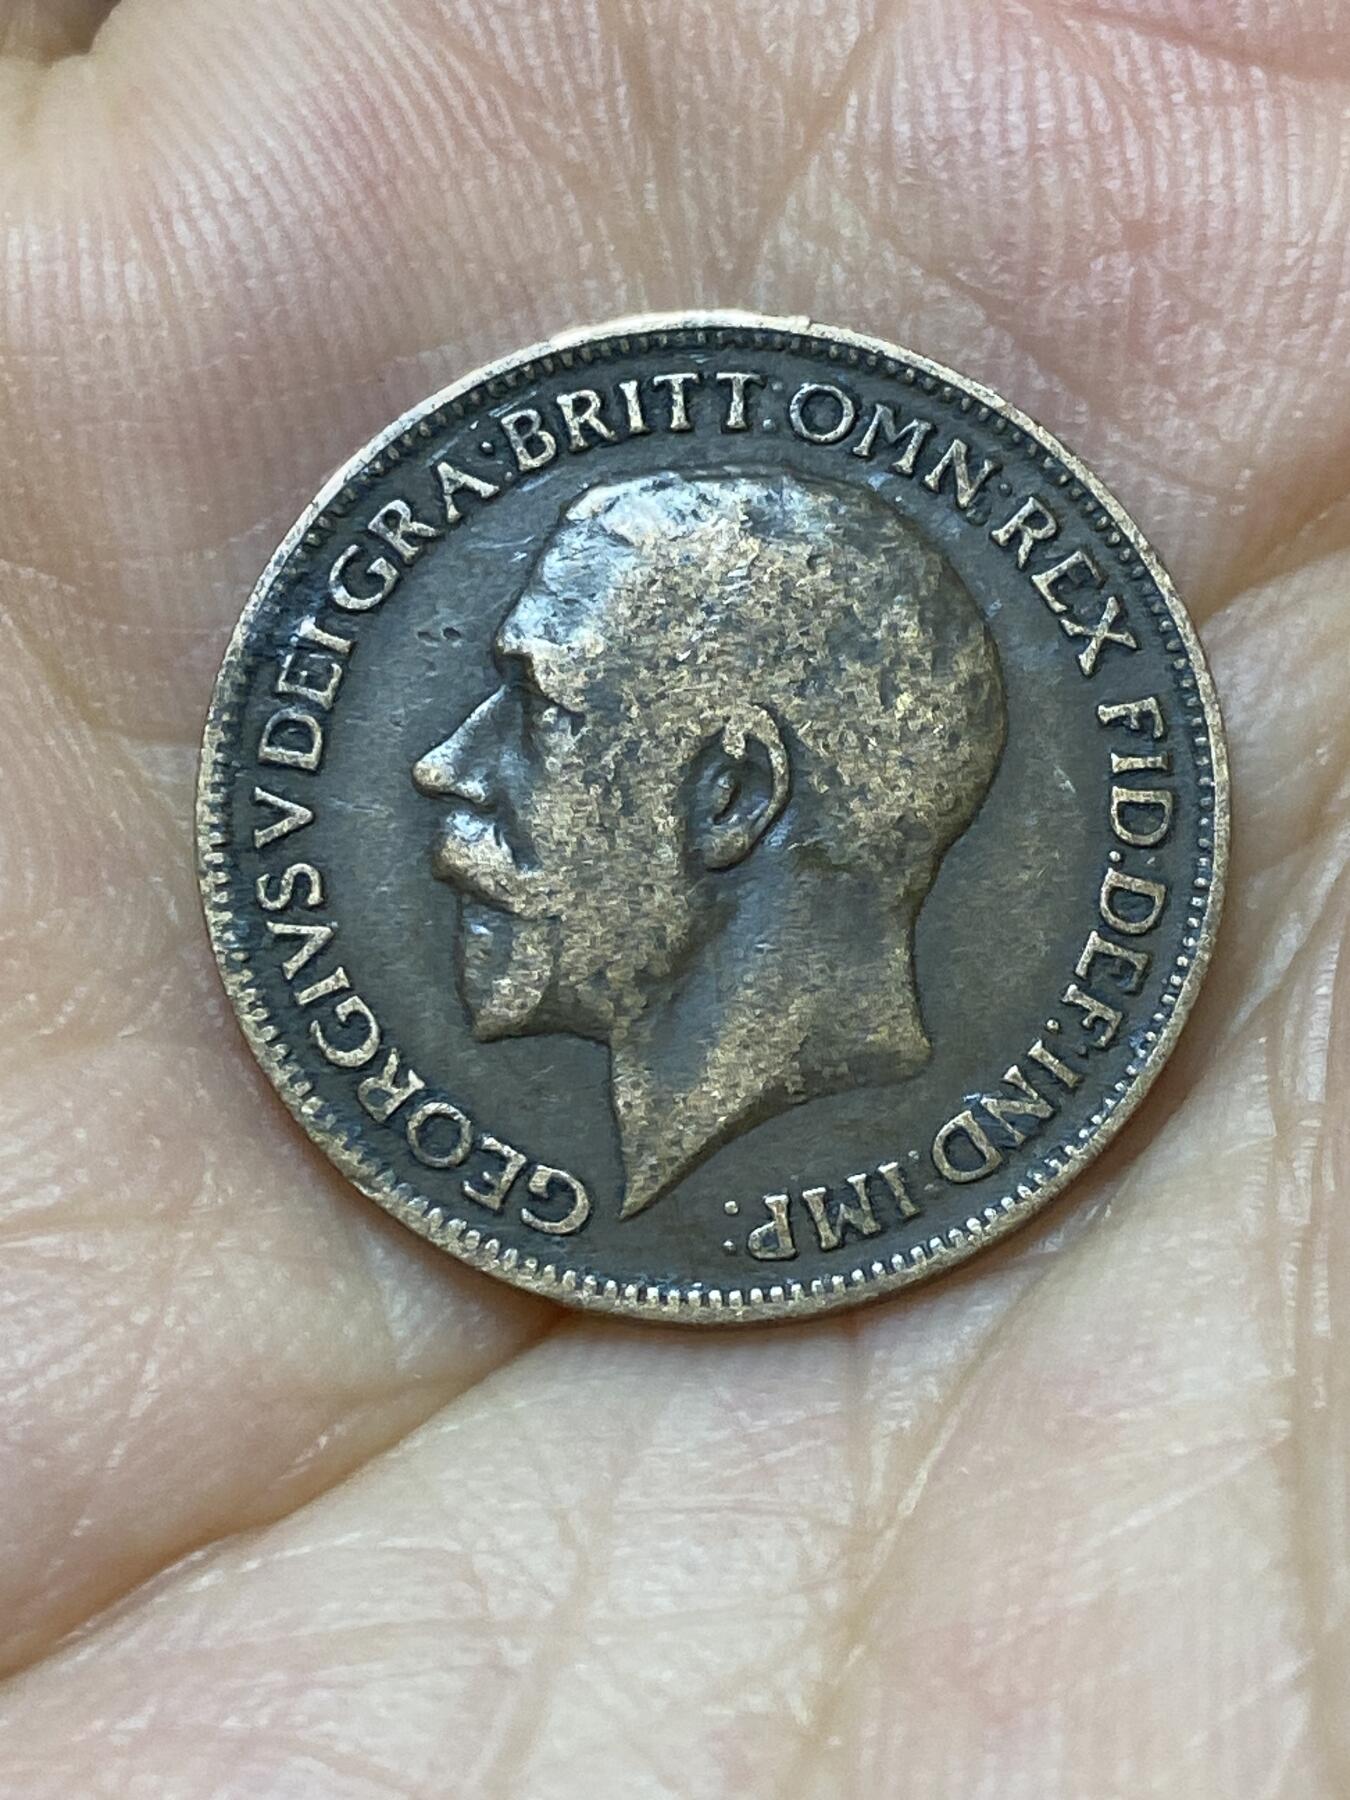 GEORGIVS V DEI GRA: BRITT: OMN: REX FID. DEF. IND: IMP: